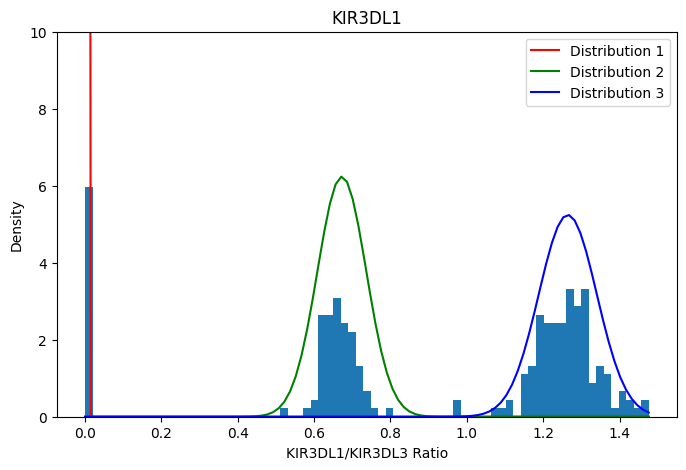 KIR3DL1
10
8
6
4
2
0
Density
Distribution 1
Distribution 2
Distribution 3
0.0 0.2 0.4 0.6 0.8 1.0 1.2 1.4
KIR3DL1/KIR3DL3 Ratio